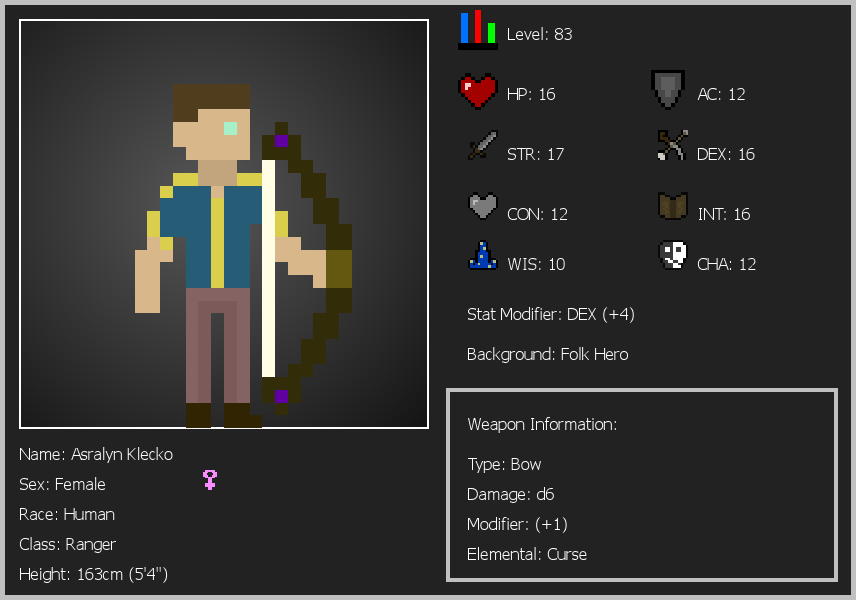 Level: 83
HP: 16
AC: 12
STR: 17
DEX: 16
CON: 12
INT: 16
WIS: 10
CHA: 12
Stat Modifier: DEX (+4)
Background: Folk Hero
Weapon Information:
Type: Bow
Damage: d6
Modifier: (+1)
Elemental: Curse
Name: Asralyn Klecko
Sex: Female
Race: Human
Class: Ranger
Height: 163cm (5'4")